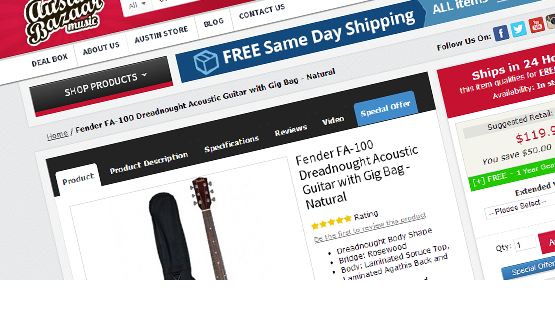 Austin
Bazaar
music
All
DEAL BOX
ABOUT US
AUSTIN STORE
BLOG
CONTACT US
SHOP PRODUCTS
FREE Same Day Shipping
ALL items
Follow Us On:
Home / Fender FA-100 Dreadnought Acoustic Guitar with Gig Bag - Natural
Product
Product Description
Specifications
Reviews
Video
Special Offer
Fender FA-100
Dreadnought Acoustic
Guitar with Gig Bag -
Natural
Rating
Be the first to review this product
Dreadnought Body Shape
Bridge: Rosewood
Body: Laminated Spruce Top,
Laminated Agathis Back and
Ships in 24 Ho
this item qualifies for FREE
Availability: In st
Suggested Retail:
$119.9
You save $50.00
[+] FREE - 1 Year
Extended
-- Please Select --
Qty: 1
A
Special Offer